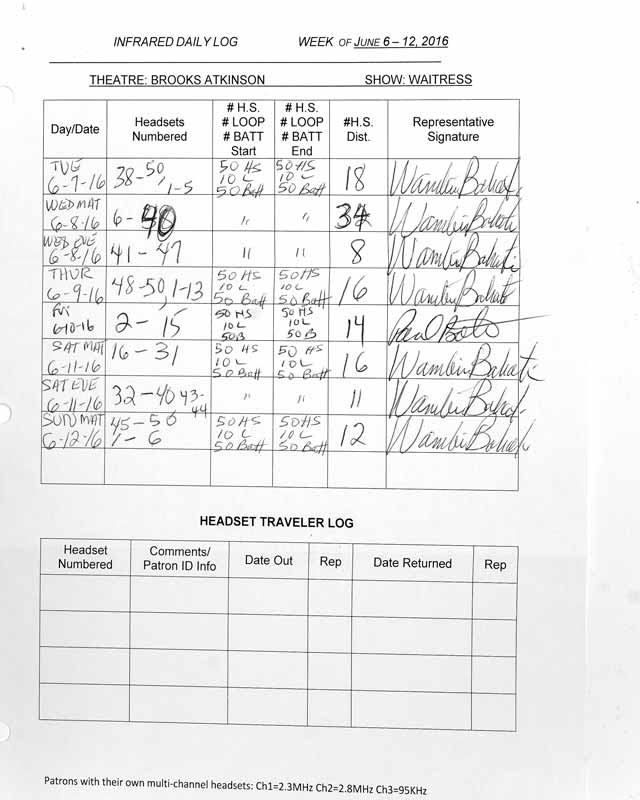 INFRARED DAILY LOG WEEK OF JUNE 6 – 12, 2016
THEATRE: BROOKS ATKINSON SHOW: WAITRESS
Day/Date Headsets Numbered # H.S. # LOOP # BATT Start # H.S. # LOOP # BATT End #H.S. Dist. Representative Signature
TUE 6-7-16 38-50, 1-5 50 HS 10 L 50 Batt 50 HS 10 L 50 Batt 18 Wambui Bahati
WED MAT 6-8-16 6-40 " " 34 Wambui Bahati
WED EVE 6-8-16 41-47 " " 8 Wambui Bahati
THUR 6-9-16 48-50, 1-13 50 HS 10 L 50 Batt 50 HS 10 L 50 Batt 16 Wambui Bahati
Fri 6-10-16 2-15 50 HS 10 L 50 B 50 HS 10 L 50 B 14 Paul
SAT MAT 6-11-16 16-31 50 HS 10 L 50 Batt 50 HS 10 L 50 Batt 16 Wambui Bahati
SAT EVE 6-11-16 32-40 43-44 " " 11 Wambui Bahati
SUN MAT 6-12-16 45-50 1-6 50 HS 10 L 50 Batt 50 HS 10 L 50 Batt 12 Wambui Bahati
HEADSET TRAVELER LOG
Headset Numbered Comments/ Patron ID Info Date Out Rep Date Returned Rep
Patrons with their own multi-channel headsets: Ch1=2.3MHz Ch2=2.8MHz Ch3=95KHz